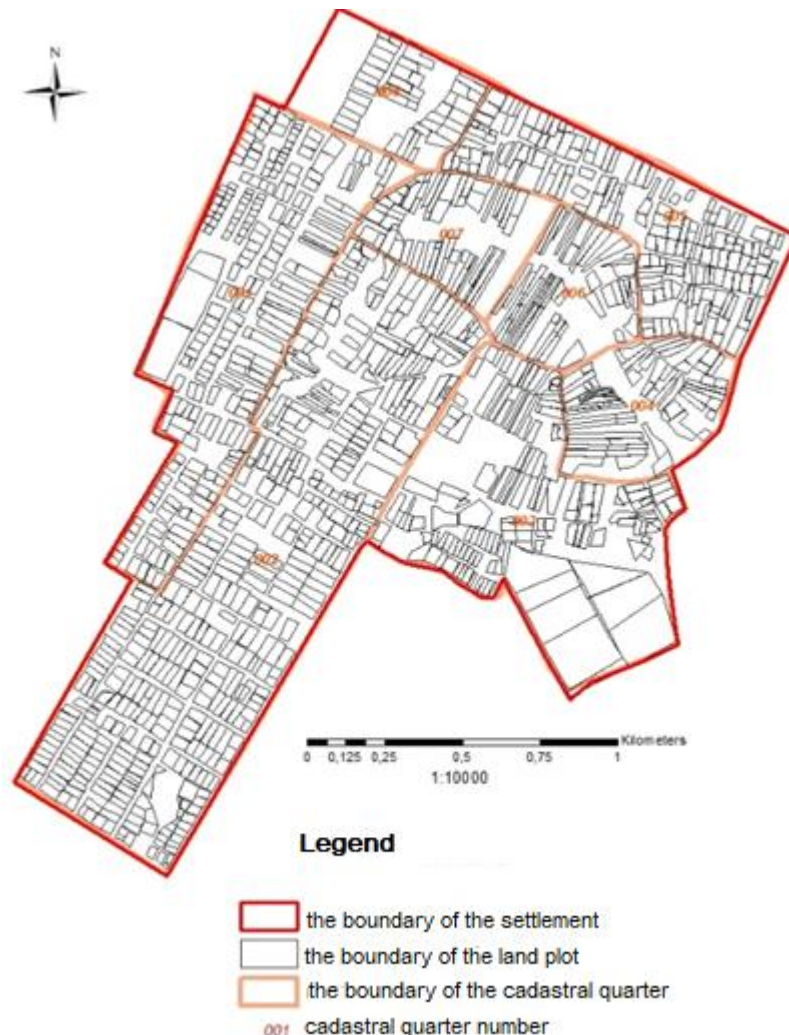 N
007
006
004
003
Kilometers
0 0,125 0,25 0,5 0,75 1
1:10000
Legend
the boundary of the settlement
the boundary of the land plot
the boundary of the cadastral quarter
001 cadastral quarter number